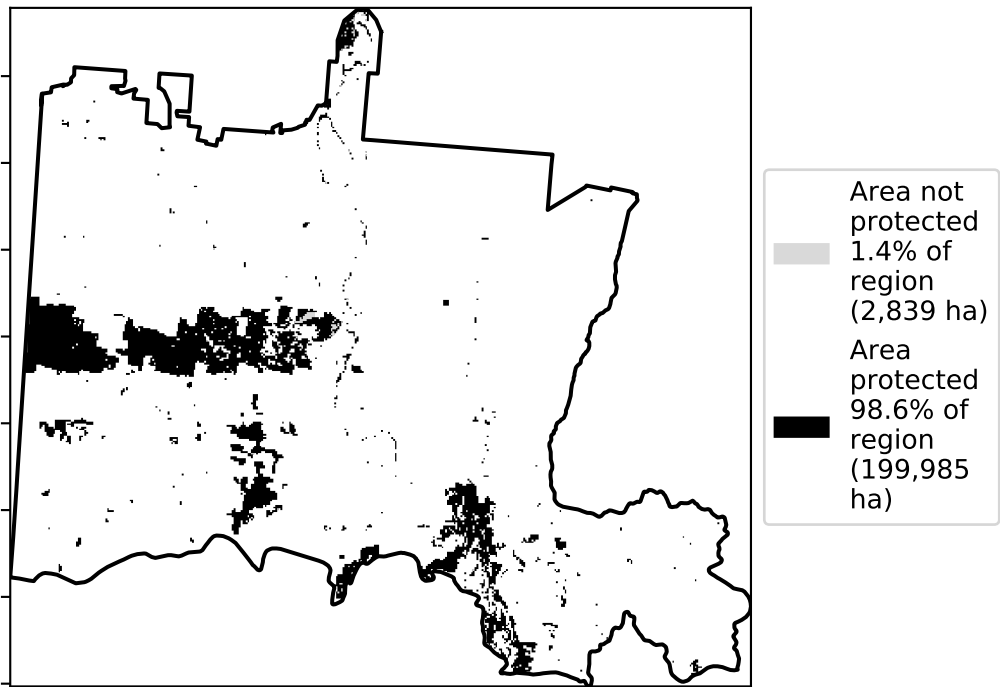 Area not
protected
1.4% of
region
(2,839 ha)
Area
protected
98.6% of
region
(199,985
ha)